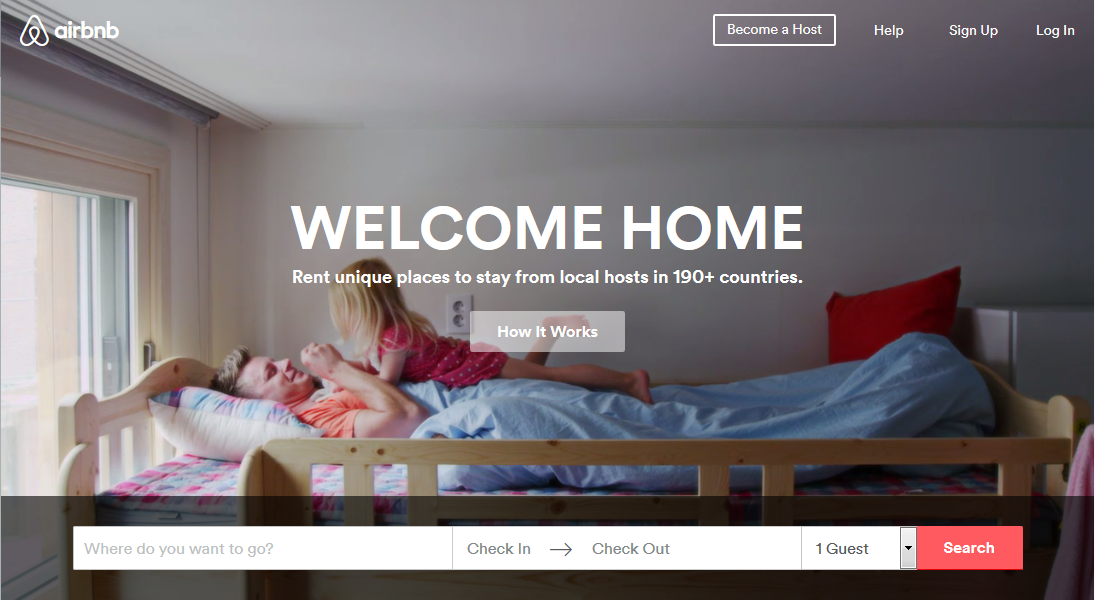 airbnb
Become a Host
Help
Sign Up
Log In
WELCOME HOME
Rent unique places to stay from local hosts in 190+ countries.
How It Works
Where do you want to go?
Check In → Check Out
1 Guest
Search